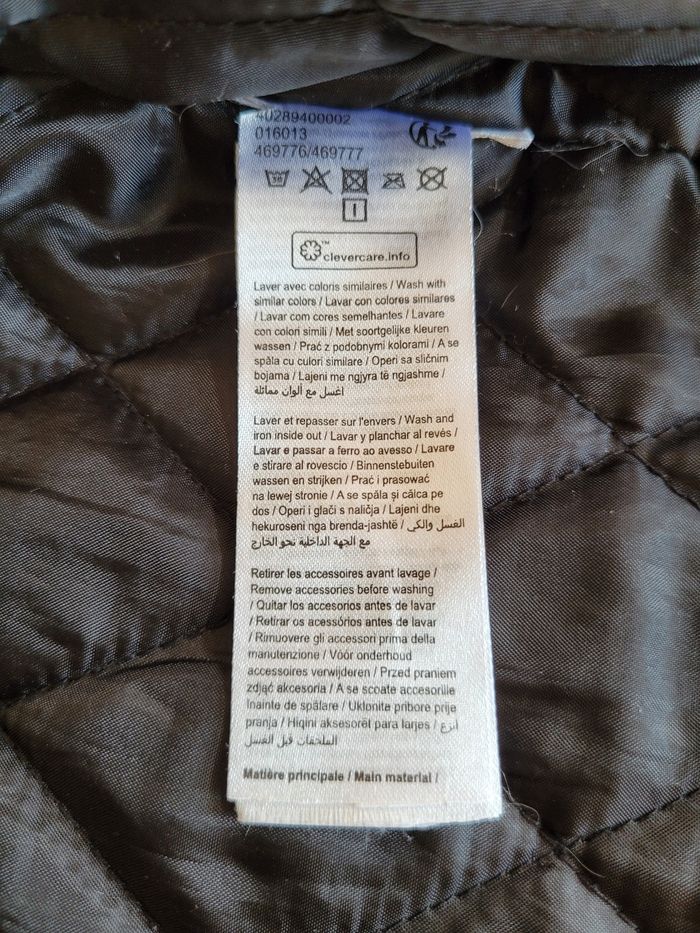 40289400002
016013
469776/469777
30
I
clevercare.info™
Laver avec coloris similaires / Wash with
similar colors / Lavar con colores similares
/ Lavar com cores semelhantes / Lavare
con colori simili / Met soortgelijke kleuren
wassen / Prać z podobnymi kolorami / A se
spăla cu culori similare / Operi sa sličnim
bojama / Lajeni me ngjyra të ngjashme /
اغسل مع ألوان مماثلة
Laver et repasser sur l'envers / Wash and
iron inside out / Lavar y planchar al revés /
Lavar e passar a ferro ao avesso / Lavare
e stirare al rovescio / Binnenstebuiten
wassen en strijken / Prać i prasować
na lewej stronie / A se spăla și călca pe
dos / Operi i glači s naličja / Lajeni dhe
hekuroseni nga brenda-jashtë / الغسل والكي
مع الجهة الداخلية نحو الخارج
Retirer les accessoires avant lavage /
Remove accessories before washing
/ Quitar los accesorios antes de lavar
/ Retirar os acessórios antes de lavar
/ Rimuovere gli accessori prima della
manutenzione / Vóór onderhoud
accessoires verwijderen / Przed praniem
zdjąć akcesoria / A se scoate accesoriile
înainte de spălare / Uklonite pribore prije
pranja / Hiqini aksesorët para larjes / أنزع
الملحقات قبل الغسل
Matière principale / Main material /